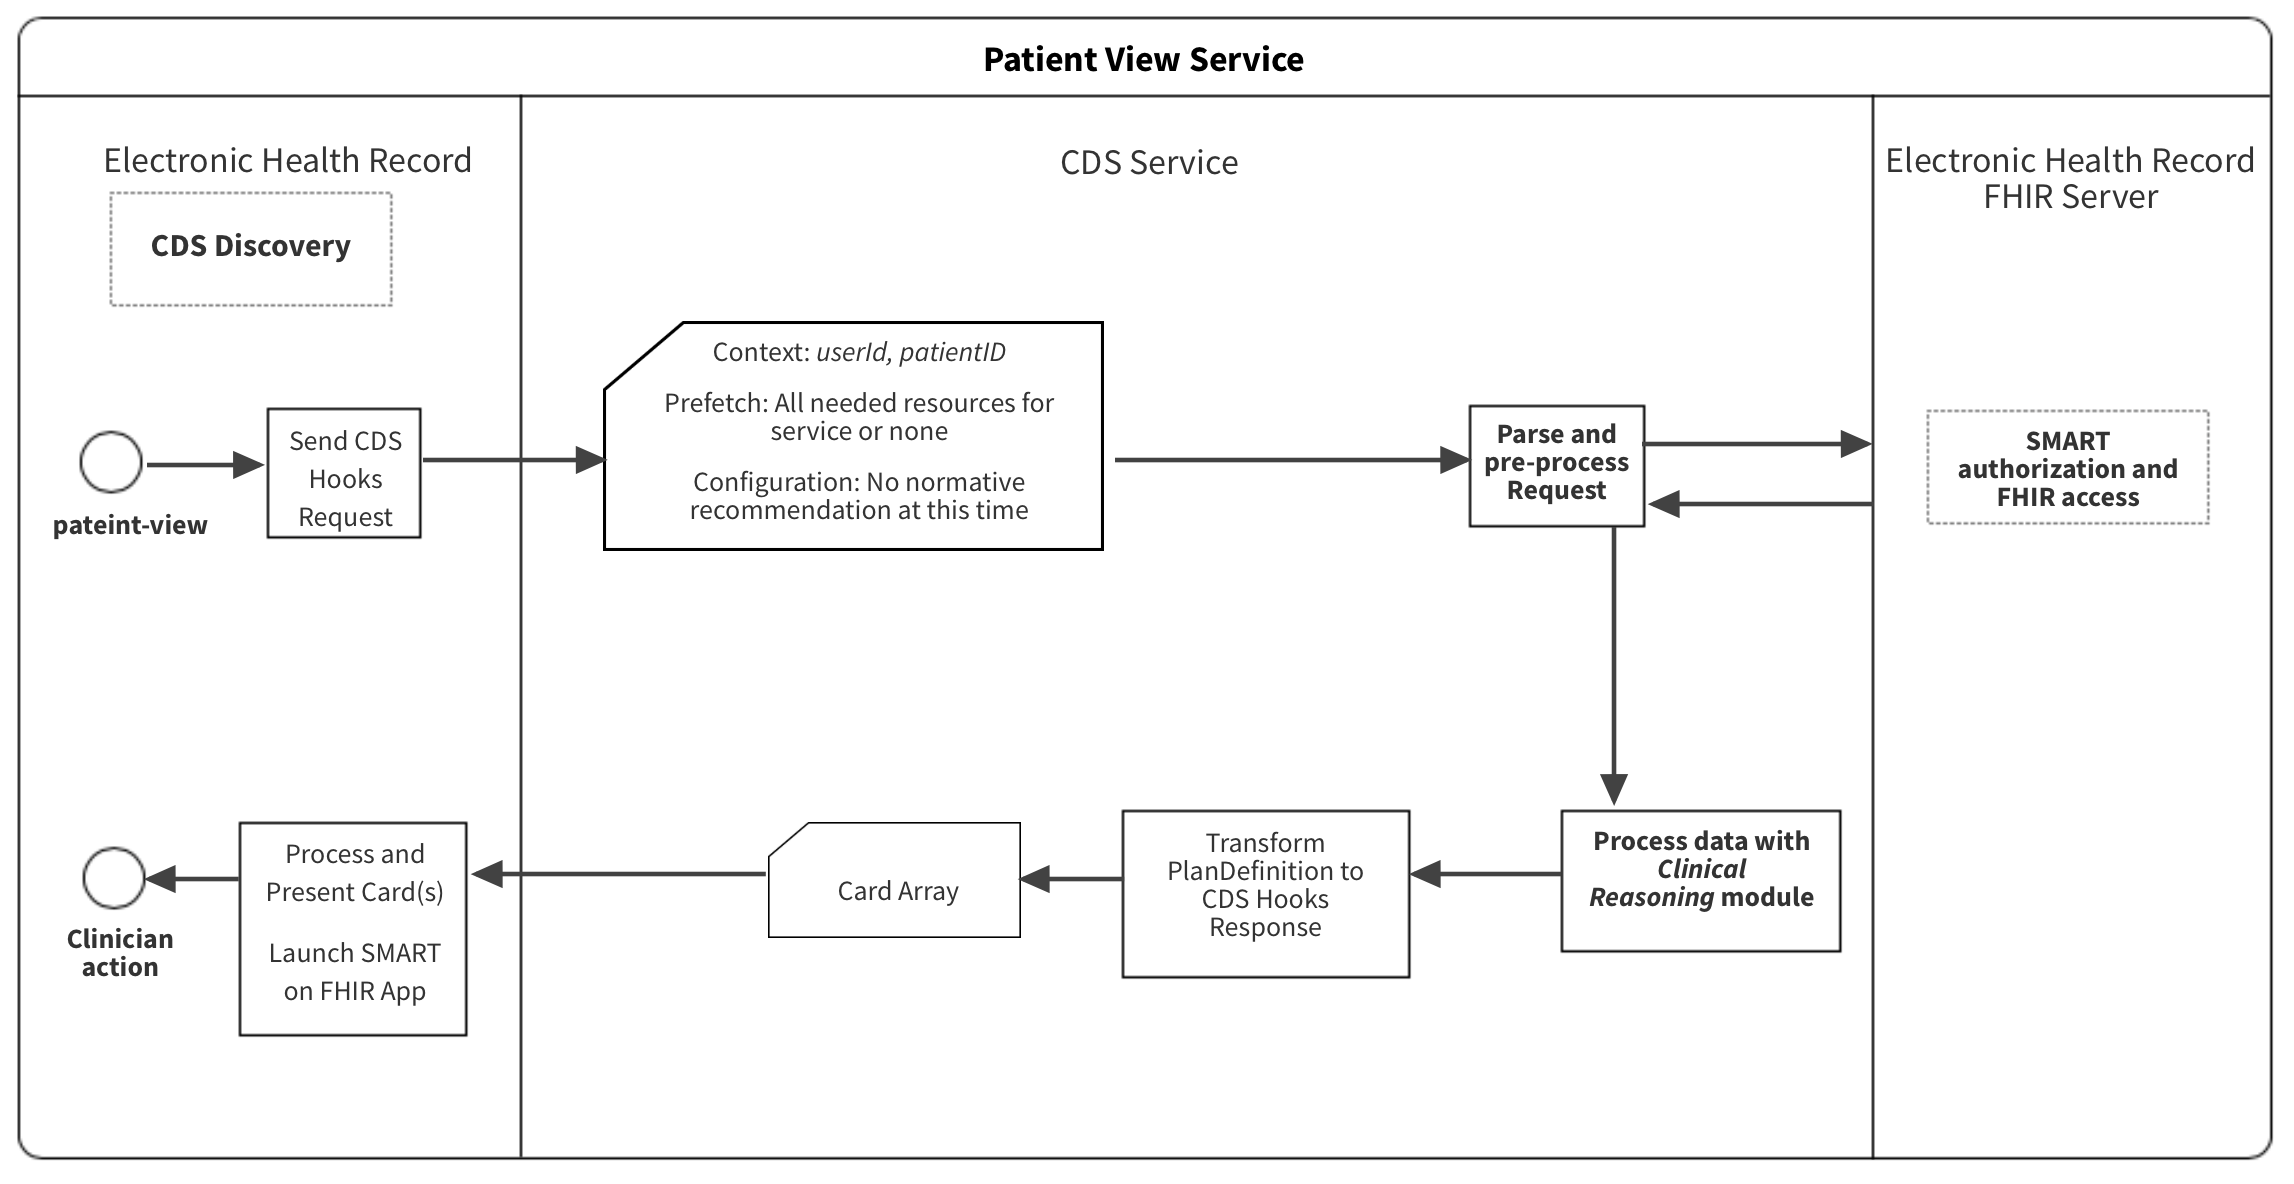 Patient View Service
Electronic Health Record
CDS Service
Electronic Health Record
FHIR Server
CDS Discovery
Context: userId, patientID
Prefetch: All needed resources for
service or none
Configuration: No normative
recommendation at this time
pateint-view
Send CDS
Hooks
Request
Parse and
pre-process
Request
SMART
authorization and
FHIR access
Clinician
action
Process and
Present Card(s)
Launch SMART
on FHIR App
Card Array
Transform
PlanDefinition to
CDS Hooks
Response
Process data with
Clinical
Reasoning module